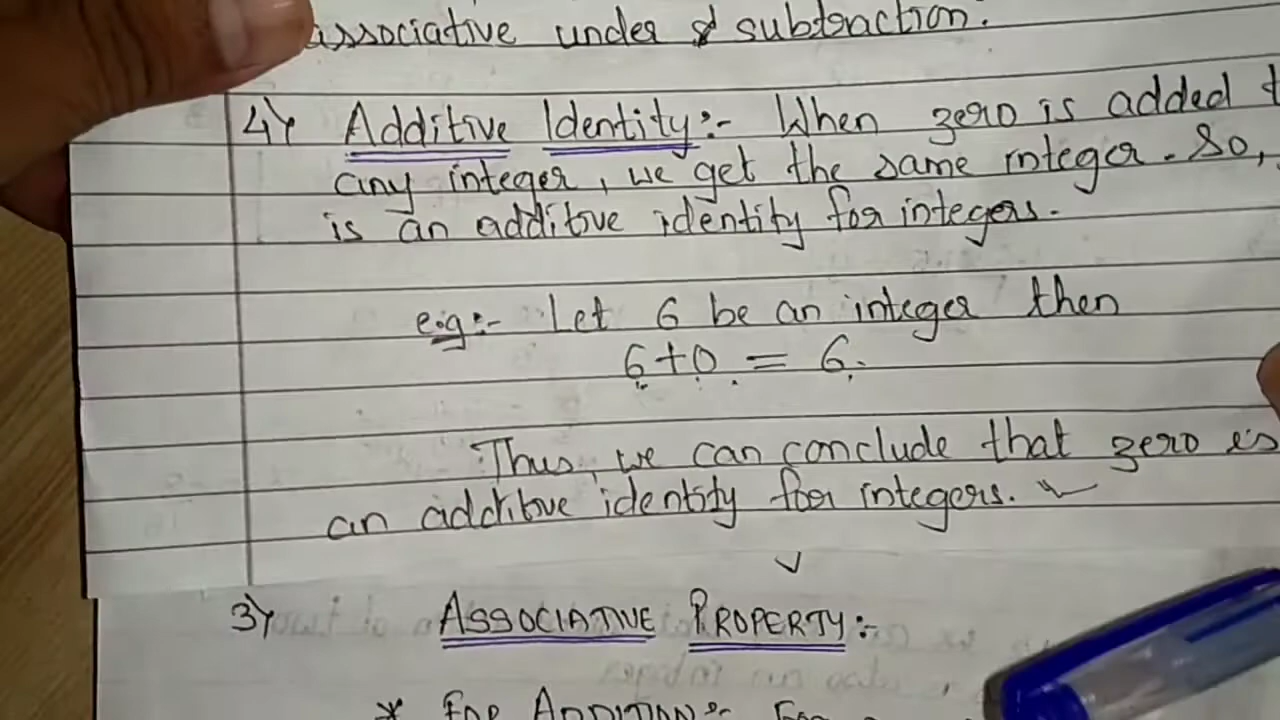 associative under subtraction.
4) Additive Identity:- When zero is added t
any integer, we get the same integer. So,
is an additive identity for integers.
e.g:- Let 6 be an integer then
6+0 = 6.
Thus, we can conclude that zero is
an additive identity for integers.
3) ASSOCIATIVE PROPERTY:-
* FOR ADDITION:- For